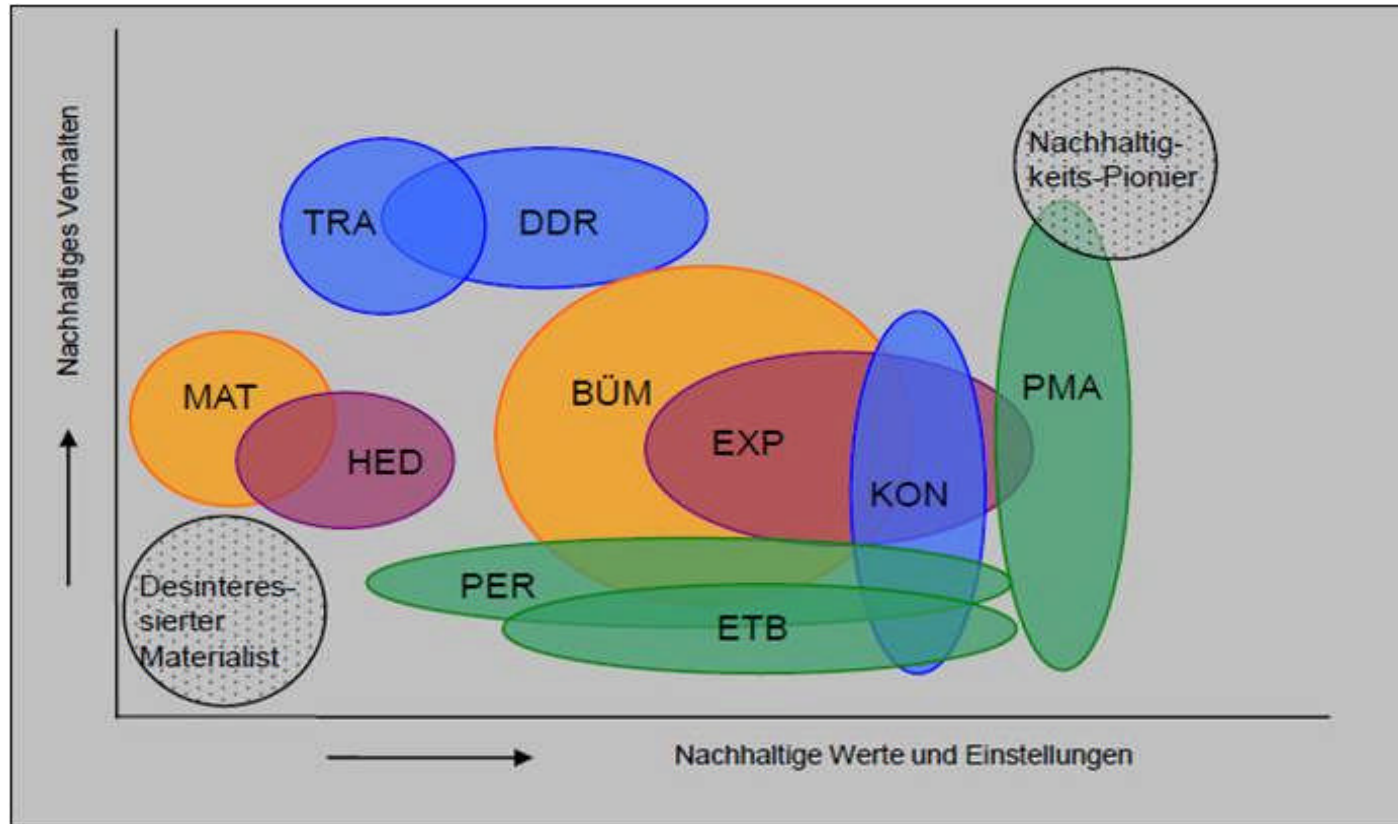 Nachhaltiges Verhalten
Nachhaltig-
keits-Pionier
TRA
DDR
MAT
BÜM
PMA
EXP
HED
KON
Desinteres-
sierter
Materialist
PER
ETB
Nachhaltige Werte und Einstellungen